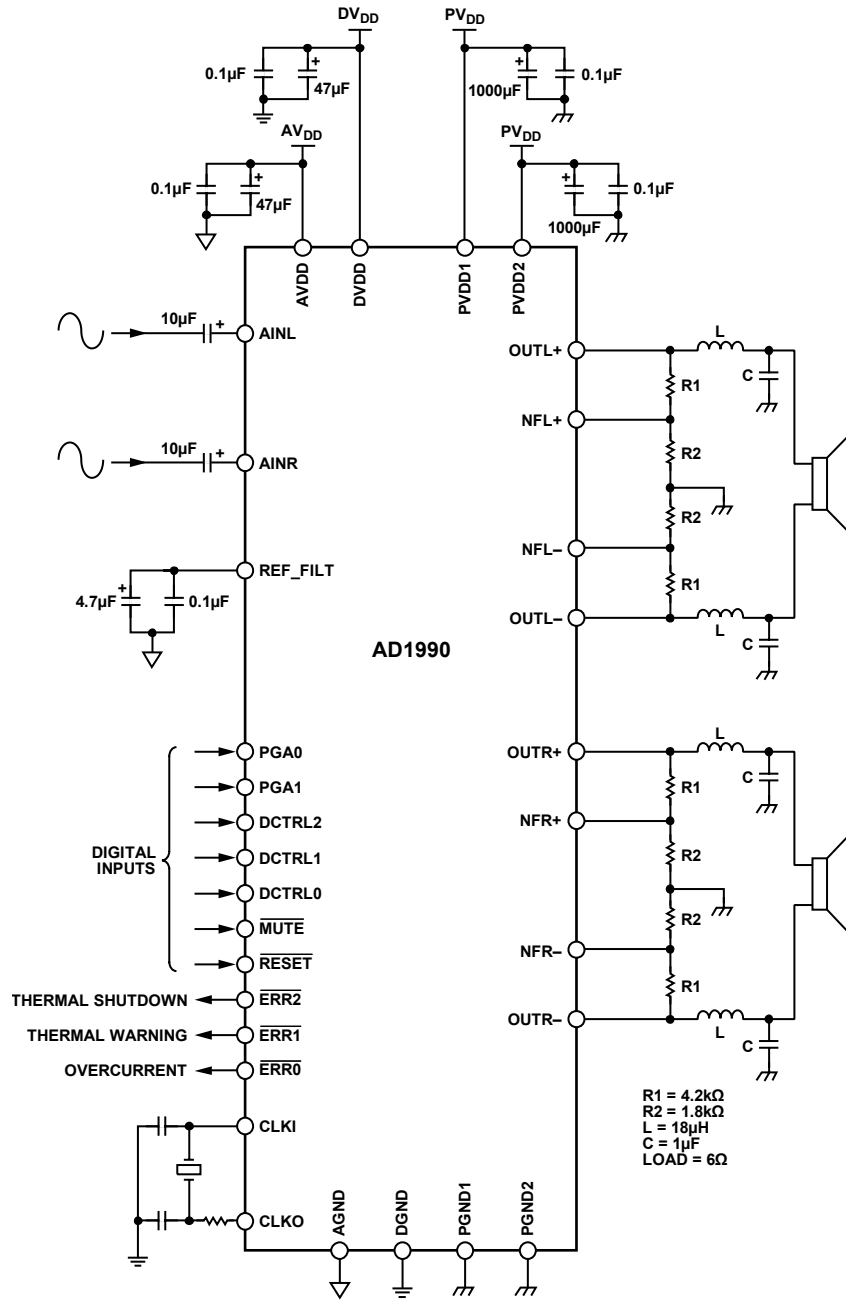 DVDD
PVDD
0.1µF
47µF
1000µF
0.1µF
AVDD
PVDD
0.1µF
47µF
1000µF
0.1µF
AVDD
DVDD
PVDD1
PVDD2
10µF
AINL
10µF
AINR
REF_FILT
4.7µF
0.1µF
AD1990
OUTL+
L
C
R1
NFL+
R2
R2
NFL–
R1
OUTL–
L
C
OUTR+
L
C
R1
NFR+
R2
R2
NFR–
R1
OUTR–
L
C
DIGITAL
INPUTS
PGA0
PGA1
DCTRL2
DCTRL1
DCTRL0
MUTE
RESET
THERMAL SHUTDOWN ERR2
THERMAL WARNING ERR1
OVERCURRENT ERR0
CLKI
CLKO
AGND
DGND
PGND1
PGND2
R1 = 4.2kΩ
R2 = 1.8kΩ
L = 18µH
C = 1µF
LOAD = 6Ω